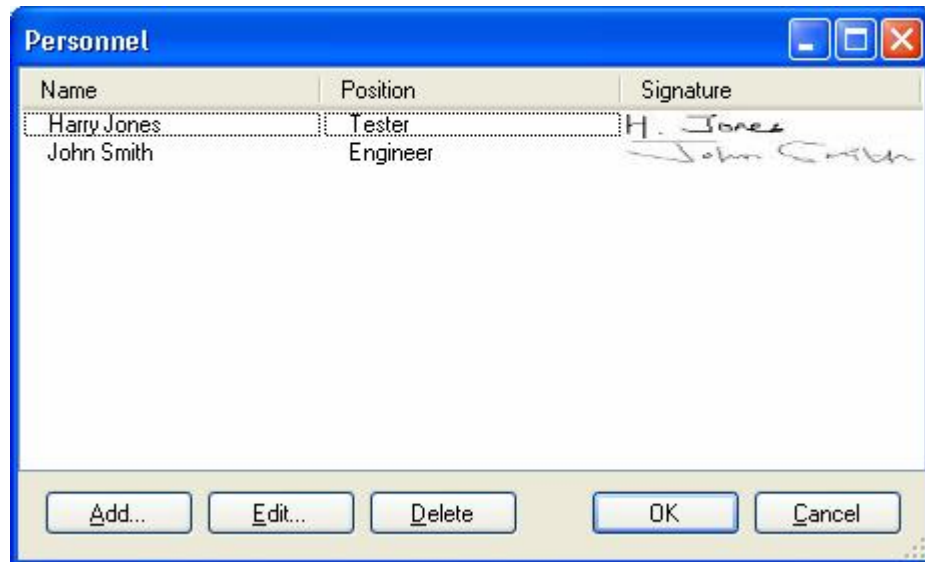 Personnel
Name Position Signature
Harry Jones Tester H. Jones
John Smith Engineer John Smith
Add... Edit... Delete OK Cancel